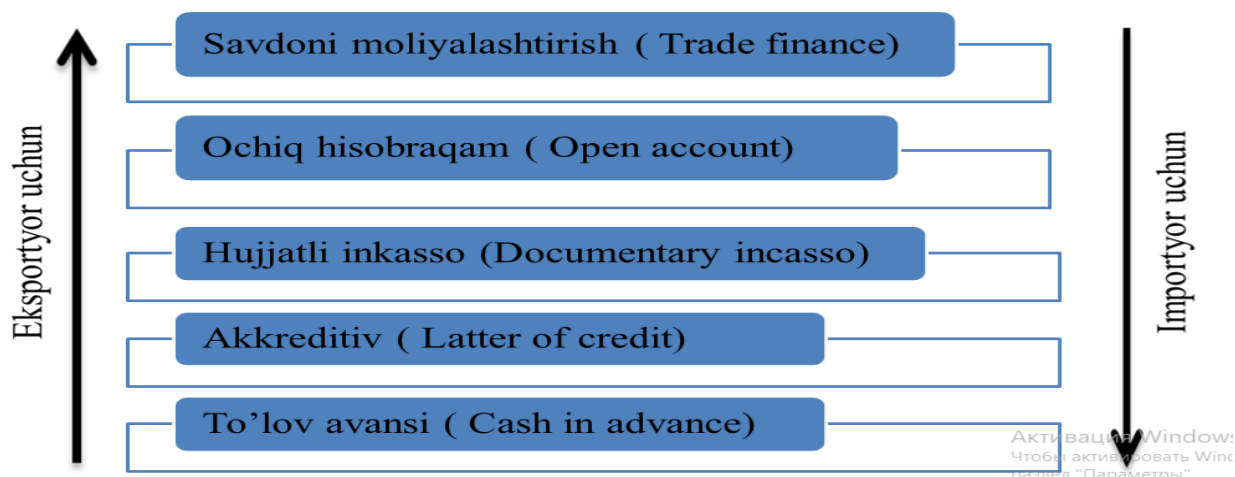 Savdoni moliyalashtirish ( Trade finance)
Ochiq hisobraqam ( Open account)
Hujjatli inkasso (Documentary incasso)
Akkreditiv ( Latter of credit)
To’lov avansi ( Cash in advance)
Eksportyor uchun
Importyor uchun
Активация Windows
Чтобы активировать Wind
раздел "Параметры"